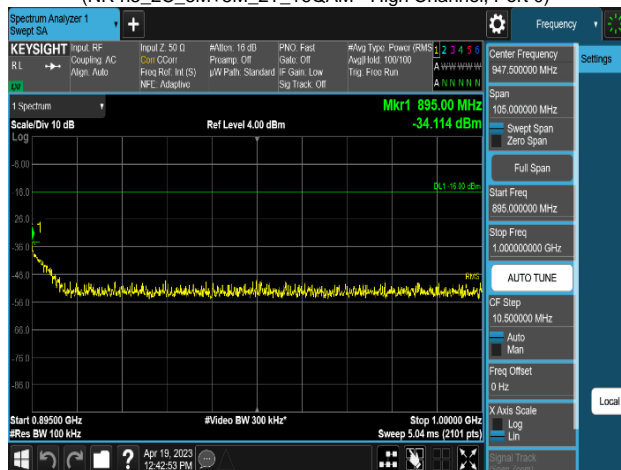 Spectrum Analyzer 1
Swept SA
Frequency
KEYSIGHT
RL
Input: RF
Coupling: AC
Align: Auto
Input Z: 50 Ω
Corr CCorr
Freq Ref: Int (S)
NFE: Adaptive
#Atten: 16 dB
Preamp: Off
µW Path: Standard
PNO: Fast
Gate: Off
IF Gain: Low
Sig Track: Off
#Avg Type: Power (RMS
Avg|Hold: 100/100
Trig: Free Run
1 2 3 4 5 6
A W W W W W
A N N N N N
Center Frequency
947.500000 MHz
Settings
Span
105.000000 MHz
Swept Span
Zero Span
Full Span
Start Freq
895.000000 MHz
Stop Freq
1.000000000 GHz
AUTO TUNE
CF Step
10.500000 MHz
Auto
Man
Freq Offset
0 Hz
X Axis Scale
Log
Lin
Local
Signal Track
1 Spectrum
Mkr1 895.00 MHz
-34.114 dBm
Scale/Div 10 dB
Ref Level 4.00 dBm
Log
-6.00
DL1 -16.00 dBm
-16.0
-26.0
1
-36.0
-46.0
RMS
-56.0
-66.0
-76.0
-86.0
Start 0.89500 GHz
#Video BW 300 kHz*
Stop 1.00000 GHz
#Res BW 100 kHz
Sweep 5.04 ms (2101 pts)
Apr 19, 2023
12:42:53 PM